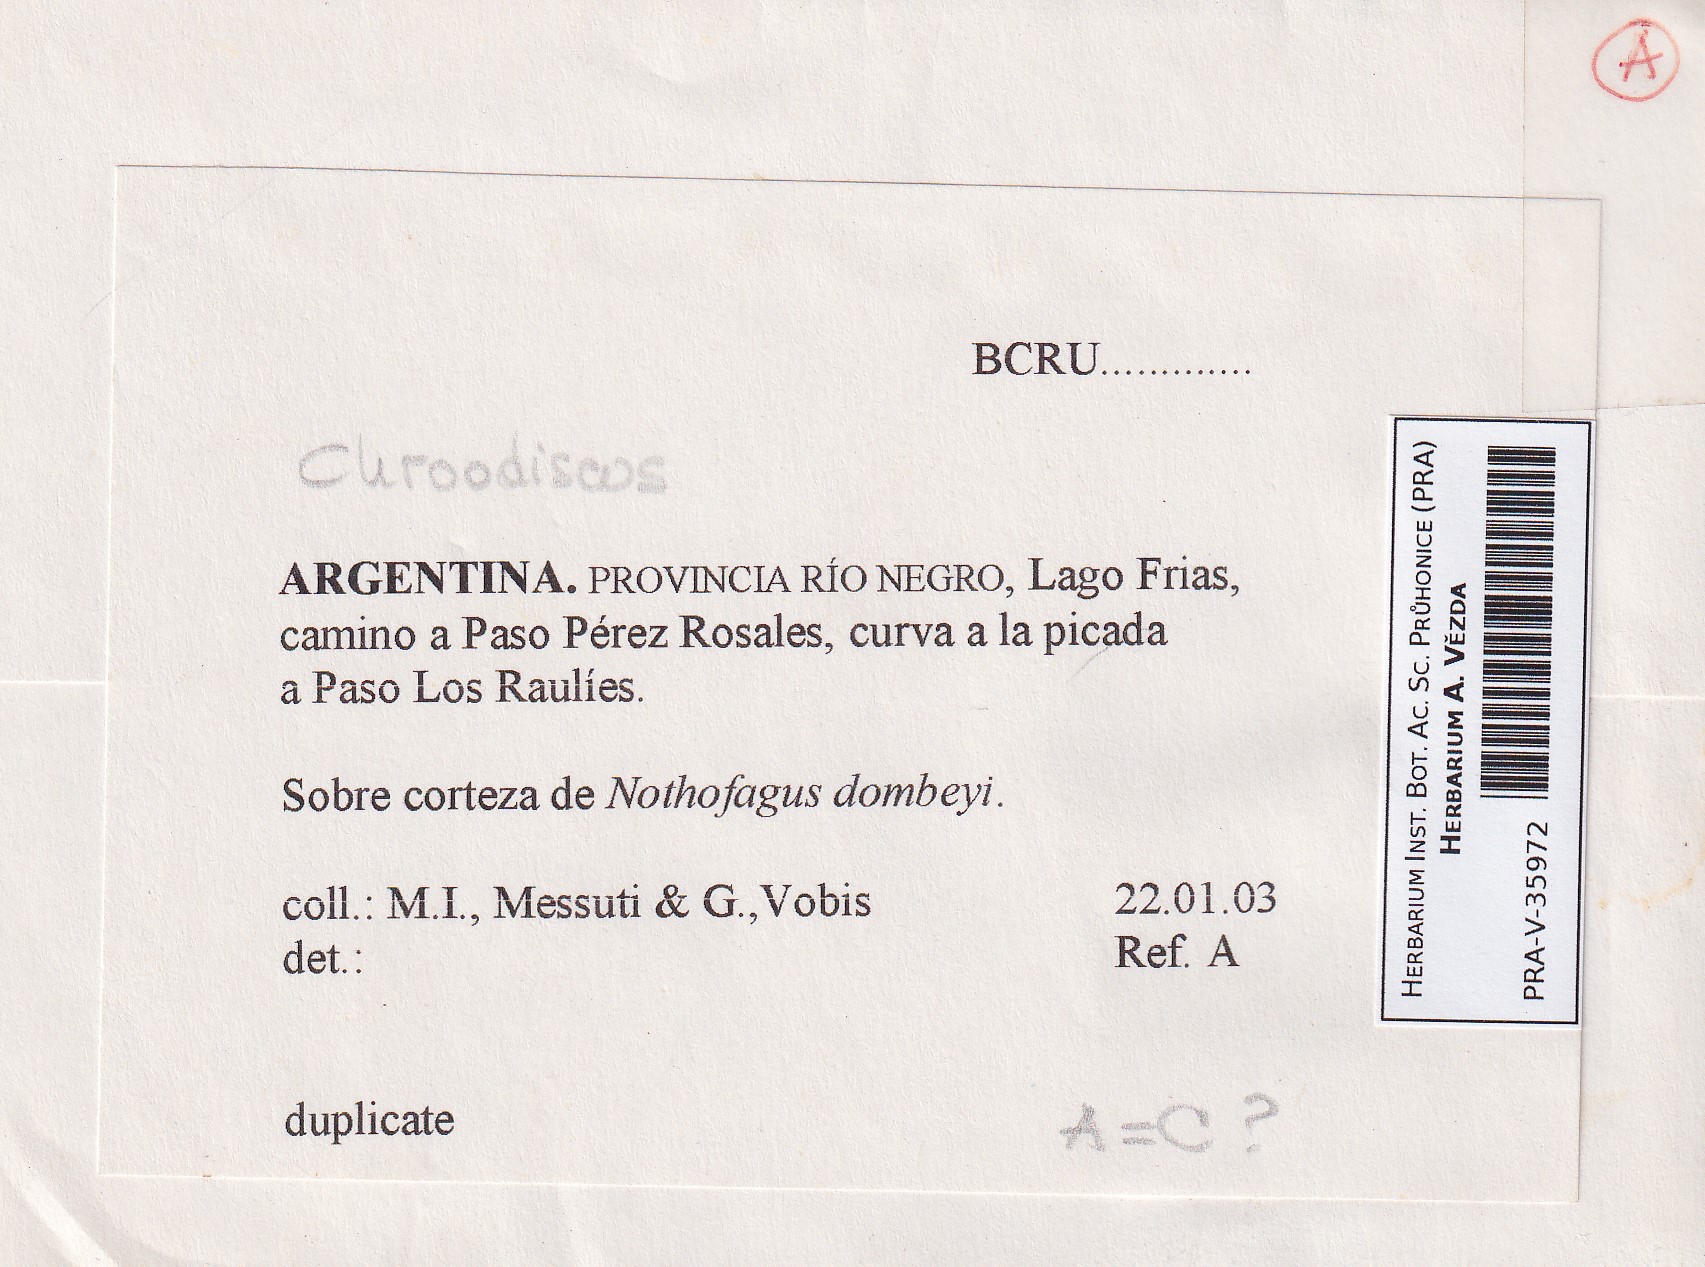 A
BCRU.............
Chroodiscus
ARGENTINA. PROVINCIA RÍO NEGRO, Lago Frias,
camino a Paso Pérez Rosales, curva a la picada
a Paso Los Raulíes.
Sobre corteza de Nothofagus dombeyi.
coll.: M.I., Messuti & G.,Vobis 22.01.03
det.: Ref. A
duplicate A=C ?
HERBARIUM INST. BOT. AC. SC. PRŮHONICE (PRA)
HERBARIUM A. VĚZDA
PRA-V-35972